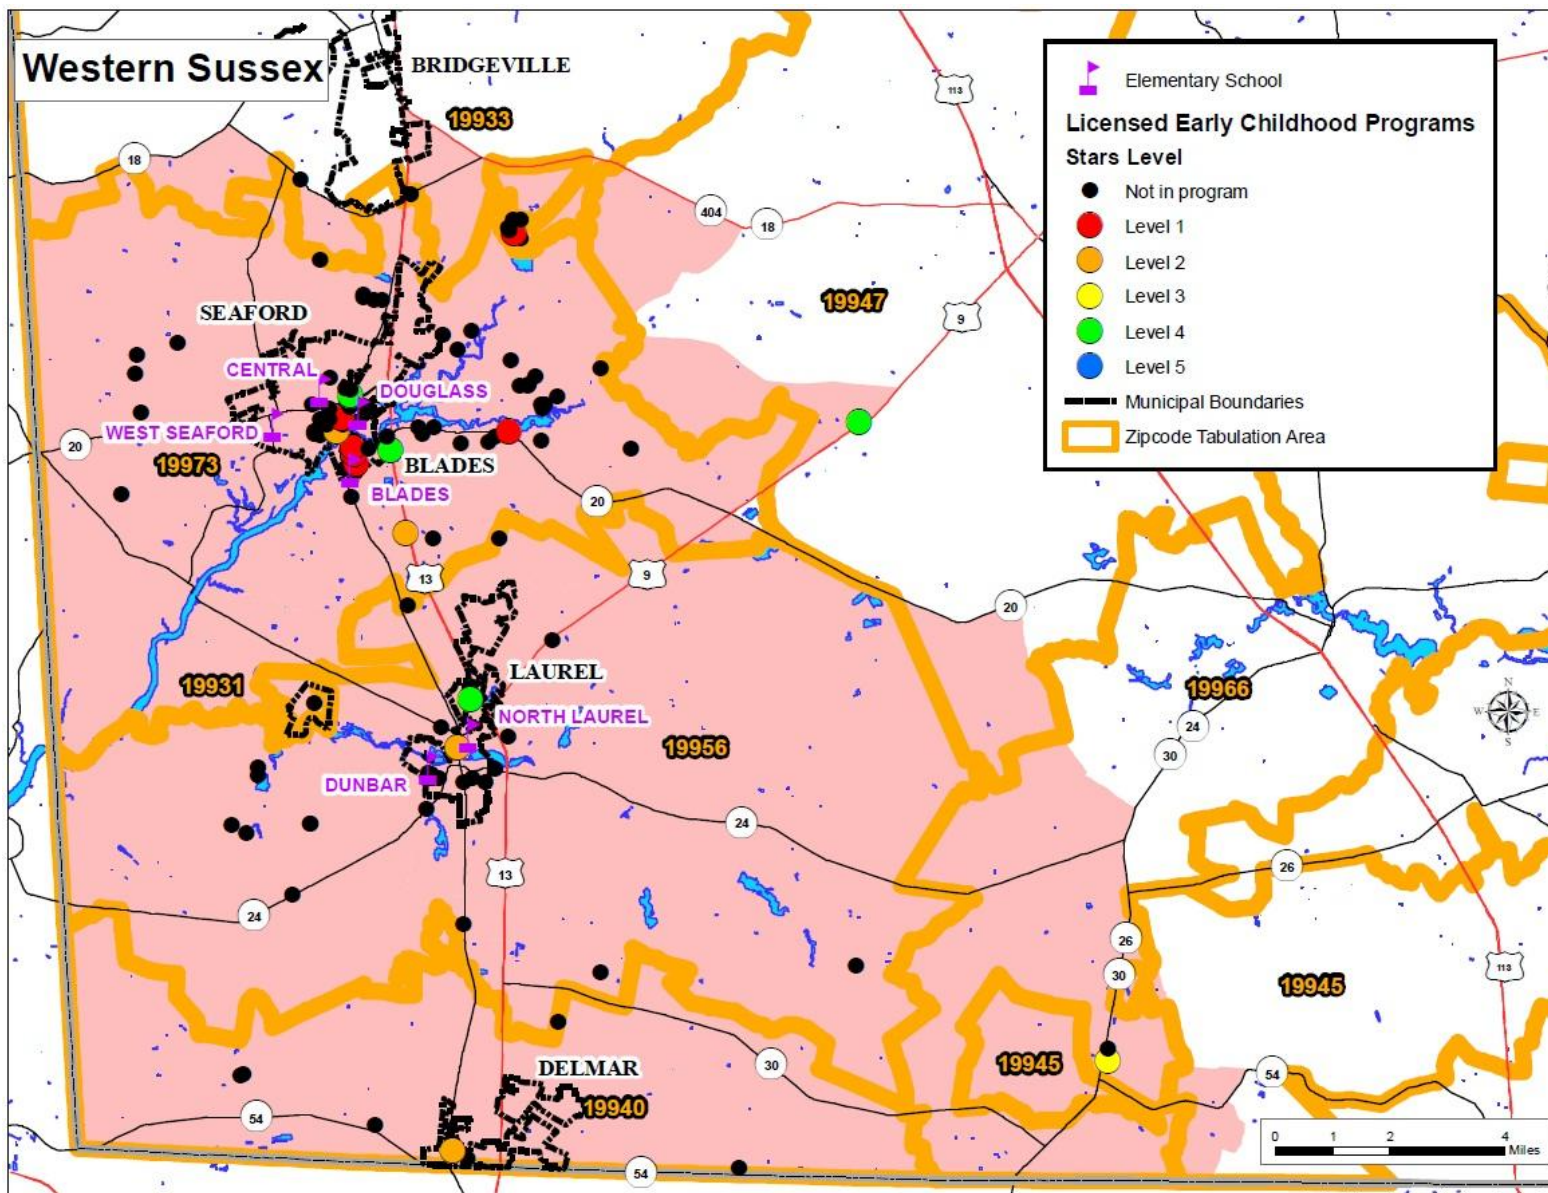 Western Sussex
BRIDGEVILLE
19933
113
18
404
18
19947
9
SEAFORD
CENTRAL
DOUGLASS
WEST SEAFORD
20
19973
BLADES
BLADES
20
13
9
20
19931
LAUREL
NORTH LAUREL
19956
19966
24
30
DUNBAR
24
13
26
24
26
30
113
19945
19945
DELMAR
19940
30
54
54
54
Elementary School
Licensed Early Childhood Programs
Stars Level
Not in program
Level 1
Level 2
Level 3
Level 4
Level 5
Municipal Boundaries
Zipcode Tabulation Area
N
W E
S
0 1 2 4
Miles